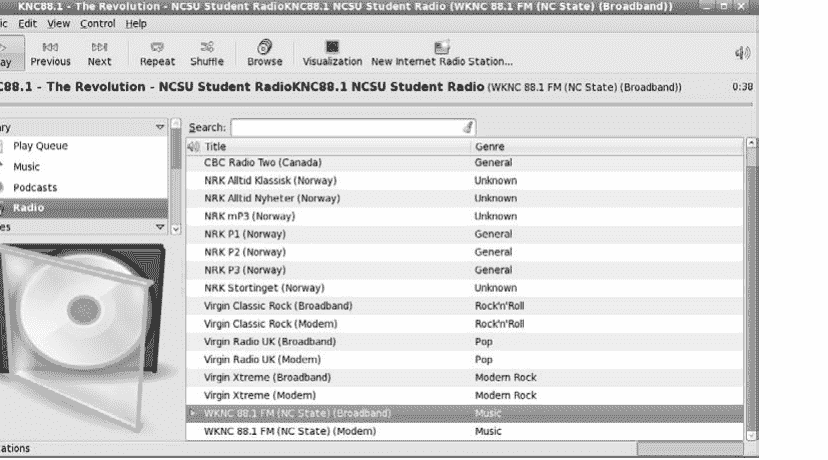 KNC88.1 - The Revolution - NCSU Student RadioKNC88.1 NCSU Student Radio (WKNC 88.1 FM (NC State) (Broadband))
ic Edit View Control Help
ay Previous Next Repeat Shuffle Browse Visualization New Internet Radio Station...
C88.1 - The Revolution - NCSU Student RadioKNC88.1 NCSU Student Radio (WKNC 88.1 FM (NC State) (Broadband)) 0:38
ry
Play Queue
Music
Podcasts
Radio
es
Search:
Title Genre
CBC Radio Two (Canada) General
NRK Alltid Klassisk (Norway) Unknown
NRK Alltid Nyheter (Norway) Unknown
NRK mP3 (Norway) Unknown
NRK P1 (Norway) General
NRK P2 (Norway) General
NRK P3 (Norway) General
NRK Stortinget (Norway) Unknown
Virgin Classic Rock (Broadband) Rock'n'Roll
Virgin Classic Rock (Modem) Rock'n'Roll
Virgin Radio UK (Broadband) Pop
Virgin Radio UK (Modem) Pop
Virgin Xtreme (Broadband) Modern Rock
Virgin Xtreme (Modem) Modern Rock
WKNC 88.1 FM (NC State) (Broadband) Music
WKNC 88.1 FM (NC State) (Modem) Music
ations